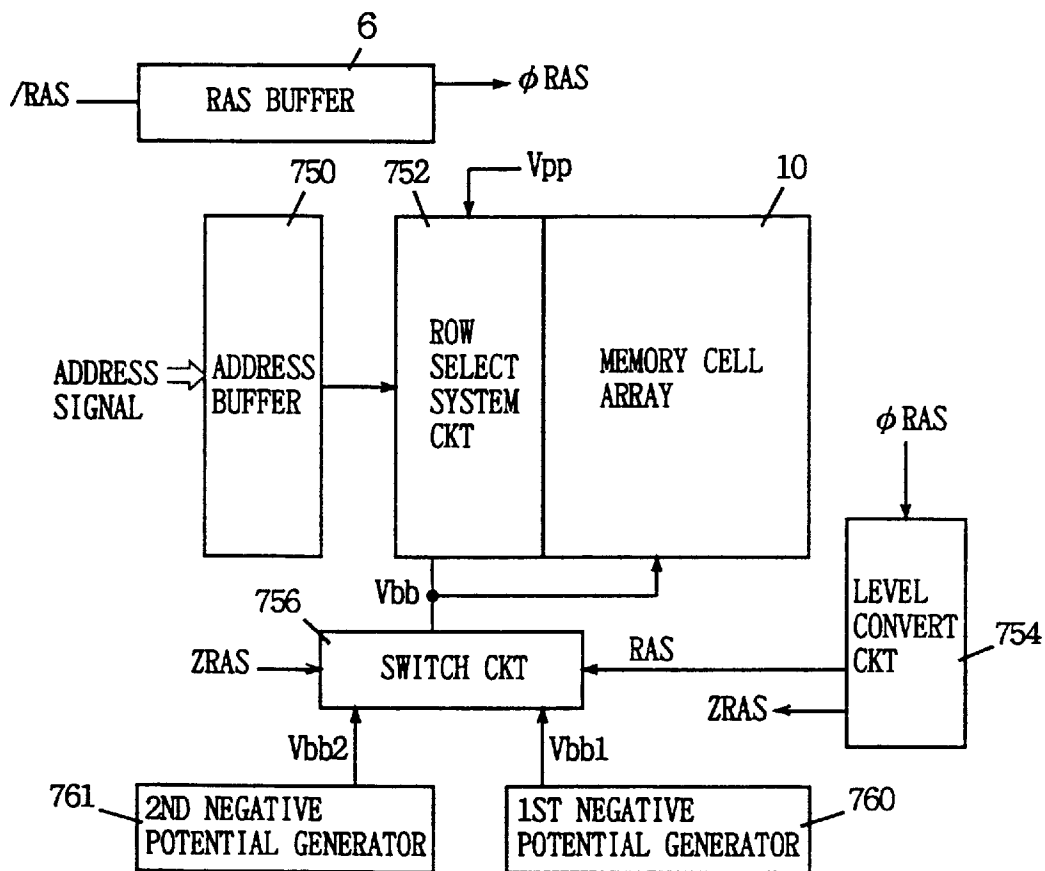 6
/RAS
RAS BUFFER
φRAS
750
752
Vpp
10
ADDRESS
SIGNAL
ADDRESS
BUFFER
ROW
SELECT
SYSTEM
CKT
MEMORY CELL
ARRAY
φRAS
Vbb
756
ZRAS
SWITCH CKT
RAS
LEVEL
CONVERT
CKT
754
ZRAS
Vbb2
Vbb1
761
2ND NEGATIVE
POTENTIAL GENERATOR
1ST NEGATIVE
POTENTIAL GENERATOR
760